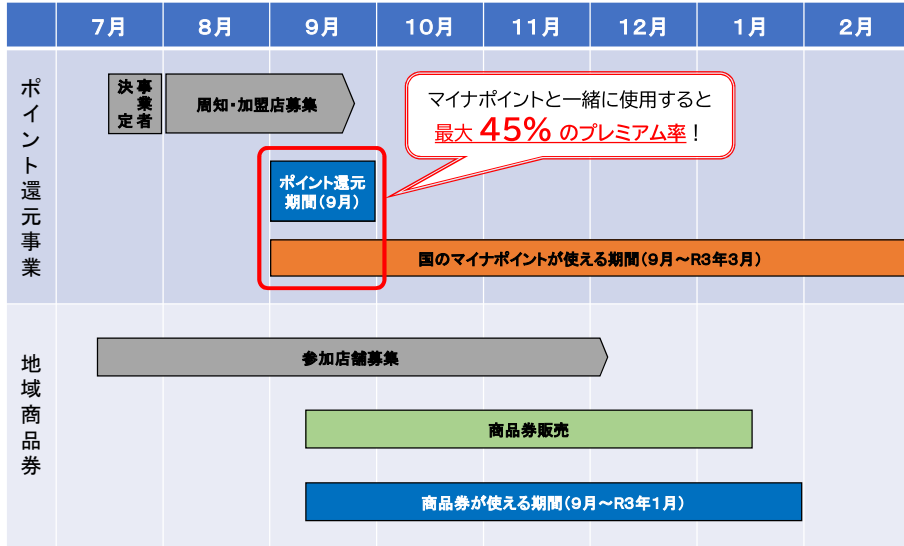 7月 8月 9月 10月 11月 12月 1月 2月
ポイント還元事業
事業者
決定
周知・加盟店募集
マイナポイントと一緒に使用すると
最大 45% のプレミアム率！
ポイント還元
期間(9月)
国のマイナポイントが使える期間(9月～R3年3月)
地域商品券
参加店舗募集
商品券販売
商品券が使える期間(9月～R3年1月)